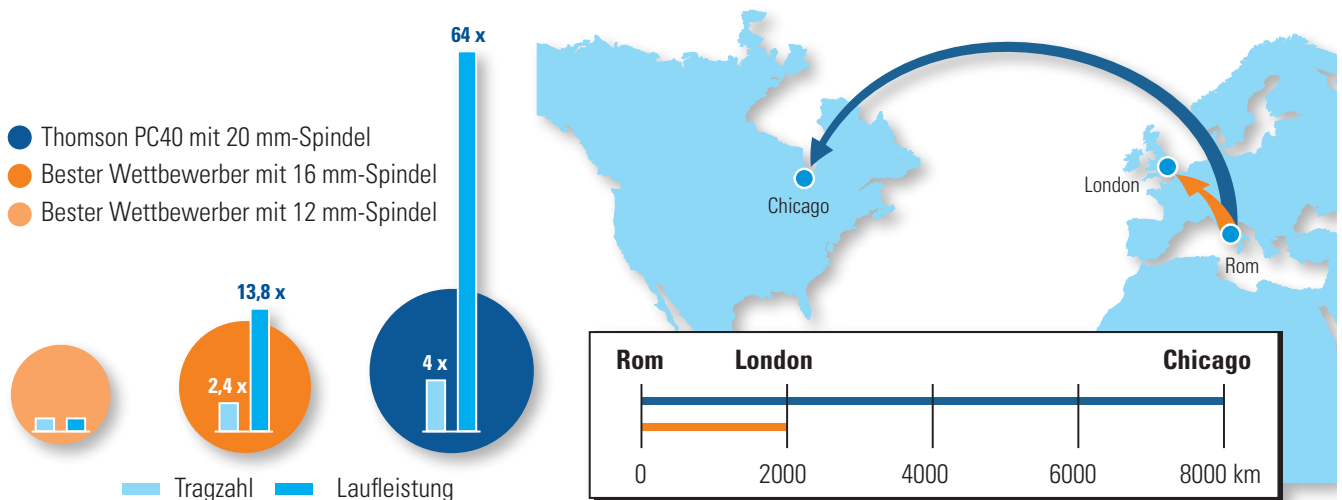 64 x
Thomson PC40 mit 20 mm-Spindel
Bester Wettbewerber mit 16 mm-Spindel
Bester Wettbewerber mit 12 mm-Spindel
13,8 x
2,4 x
4 x
Tragzahl Laufleistung
Chicago
London
Rom
Rom London Chicago
0 2000 4000 6000 8000 km